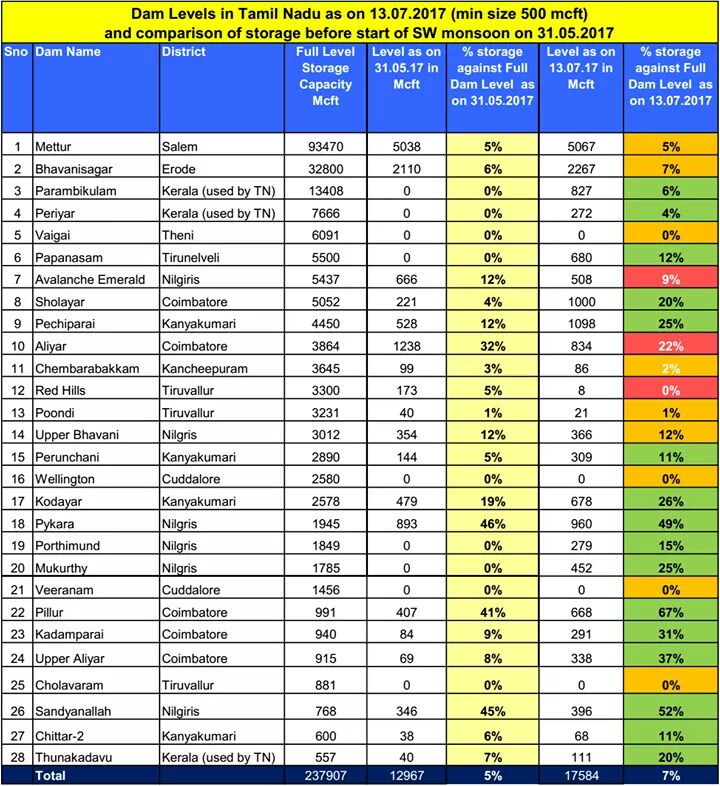 Dam Levels in Tamil Nadu as on 13.07.2017 (min size 500 mcft)
and comparison of storage before start of SW monsoon on 31.05.2017
Sno Dam Name District Full Level Storage Capacity Mcft Level as on 31.05.17 in Mcft % storage against Full Dam Level as on 31.05.2017 Level as on 13.07.17 in Mcft % storage against Full Dam Level as on 13.07.2017
1 Mettur Salem 93470 5038 5% 5067 5%
2 Bhavanisagar Erode 32800 2110 6% 2267 7%
3 Parambikulam Kerala (used by TN) 13408 0 0% 827 6%
4 Periyar Kerala (used by TN) 7666 0 0% 272 4%
5 Vaigai Theni 6091 0 0% 0 0%
6 Papanasam Tirunelveli 5500 0 0% 680 12%
7 Avalanche Emerald Nilgiris 5437 666 12% 508 9%
8 Sholayar Coimbatore 5052 221 4% 1000 20%
9 Pechiparai Kanyakumari 4450 528 12% 1098 25%
10 Aliyar Coimbatore 3864 1238 32% 834 22%
11 Chembarabakkam Kancheepuram 3645 99 3% 86 2%
12 Red Hills Tiruvallur 3300 173 5% 8 0%
13 Poondi Tiruvallur 3231 40 1% 21 1%
14 Upper Bhavani Nilgris 3012 354 12% 366 12%
15 Perunchani Kanyakumari 2890 144 5% 309 11%
16 Wellington Cuddalore 2580 0 0% 0 0%
17 Kodayar Kanyakumari 2578 479 19% 678 26%
18 Pykara Nilgris 1945 893 46% 960 49%
19 Porthimund Nilgris 1849 0 0% 279 15%
20 Mukurthy Nilgris 1785 0 0% 452 25%
21 Veeranam Cuddalore 1456 0 0% 0 0%
22 Pillur Coimbatore 991 407 41% 668 67%
23 Kadamparai Coimbatore 940 84 9% 291 31%
24 Upper Aliyar Coimbatore 915 69 8% 338 37%
25 Cholavaram Tiruvallur 881 0 0% 0 0%
26 Sandyanallah Nilgiris 768 346 45% 396 52%
27 Chittar-2 Kanyakumari 600 38 6% 68 11%
28 Thunakadavu Kerala (used by TN) 557 40 7% 111 20%
Total 237907 12967 5% 17584 7%